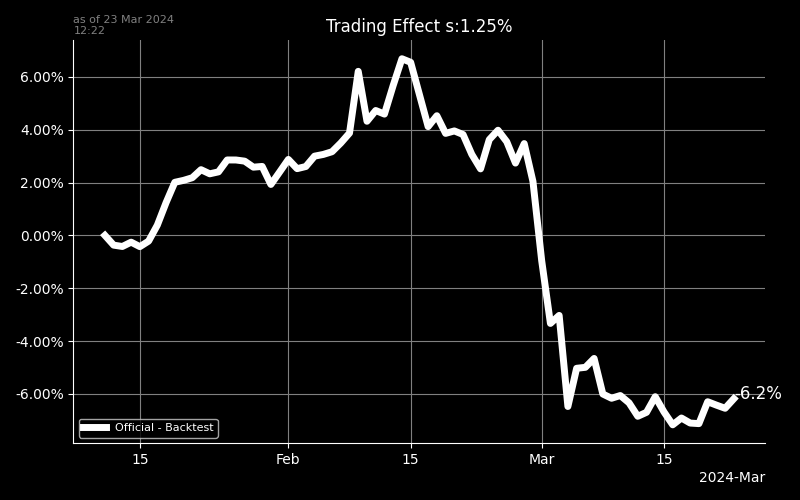 as of 23 Mar 2024
12:22
Trading Effect s:1.25%
6.00%
4.00%
2.00%
0.00%
-2.00%
-4.00%
-6.00%
-6.2%
Official - Backtest
15
Feb
15
Mar
15
2024-Mar